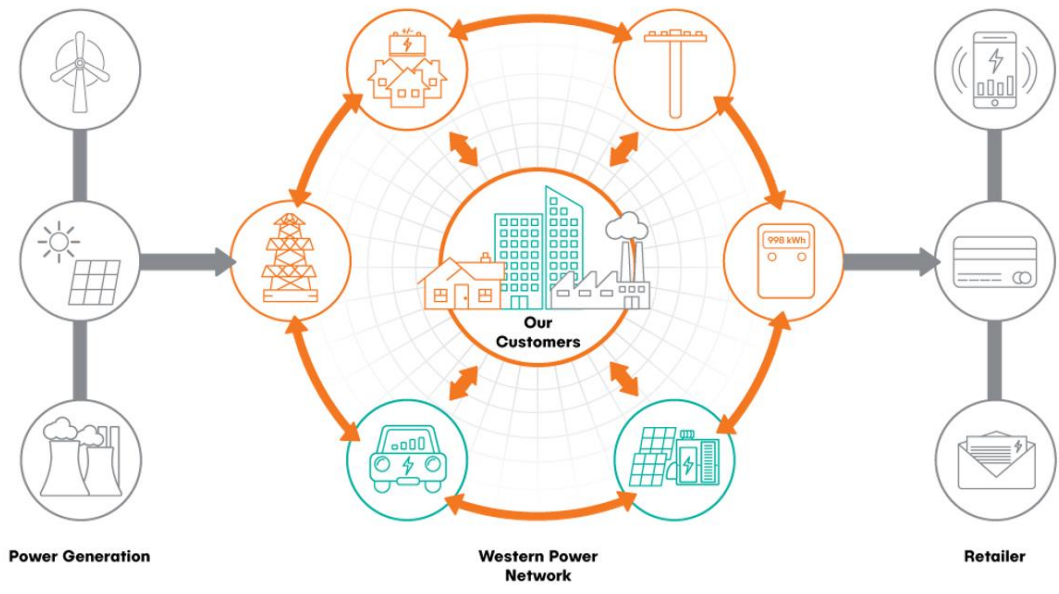 +/-
998 kWh
Our
Customers
Power Generation
Western Power
Network
Retailer